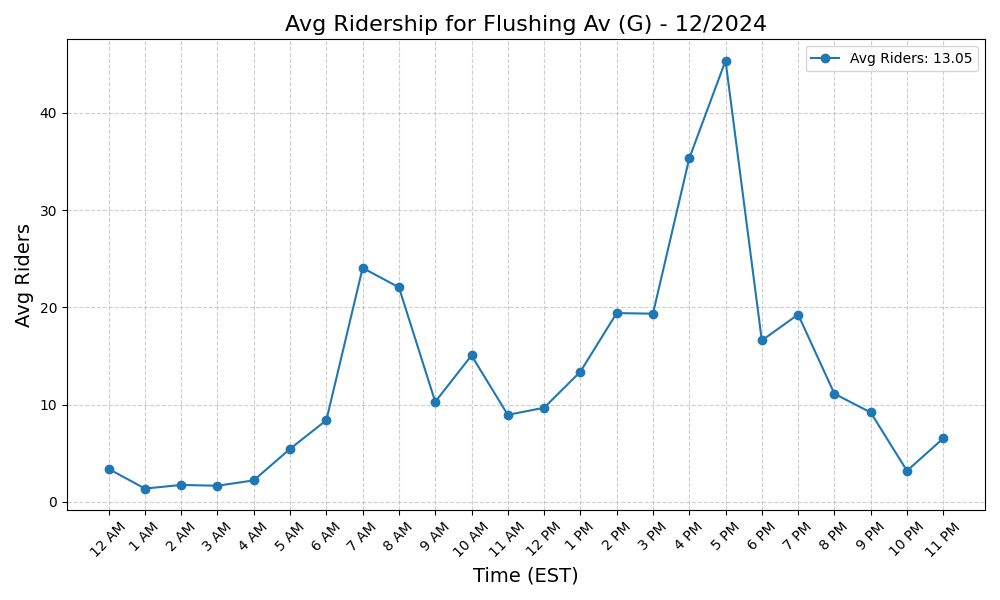 Avg Ridership for Flushing Av (G) - 12/2024
Avg Riders: 13.05
Avg Riders
40
30
20
10
0
12 AM
1 AM
2 AM
3 AM
4 AM
5 AM
6 AM
7 AM
8 AM
9 AM
10 AM
11 AM
12 PM
1 PM
2 PM
3 PM
4 PM
5 PM
6 PM
7 PM
8 PM
9 PM
10 PM
11 PM
Time (EST)